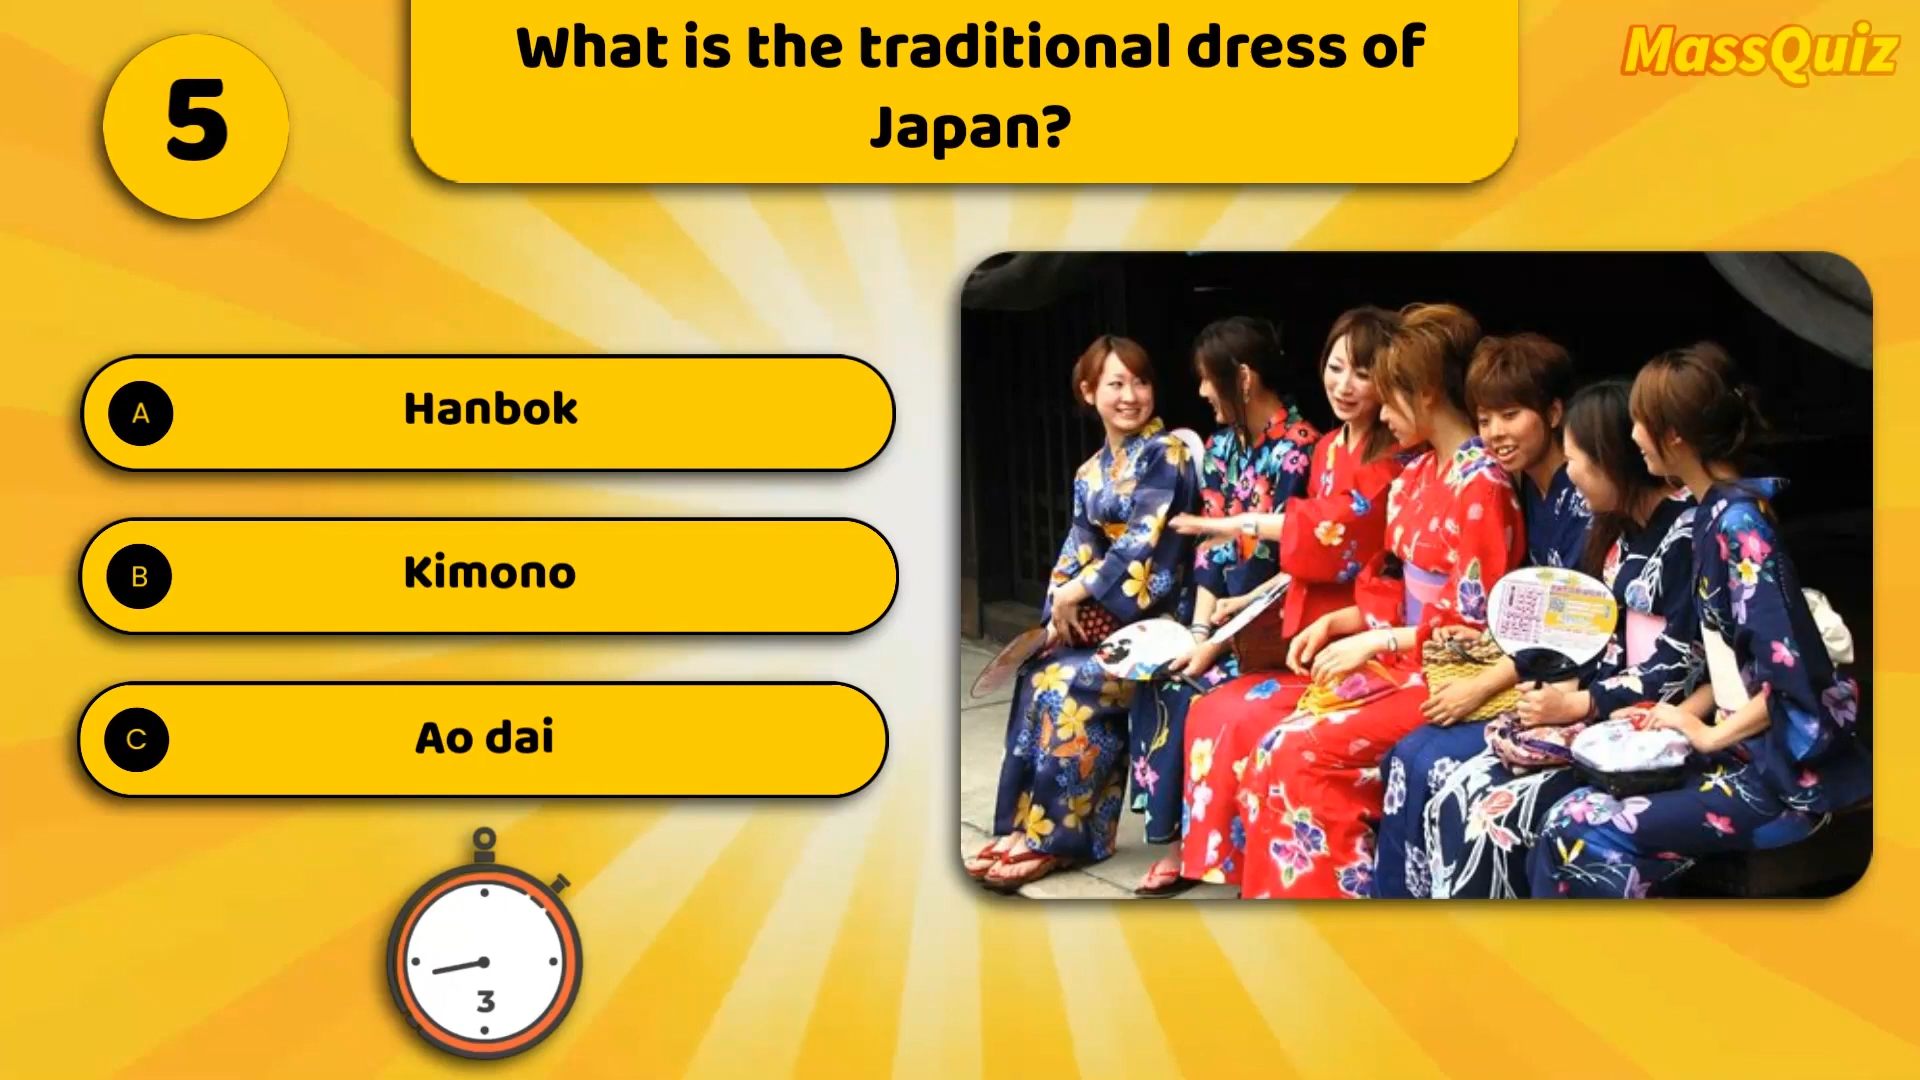 5
What is the traditional dress of
Japan?
MassQuiz
A
Hanbok
B
Kimono
C
Ao dai
3